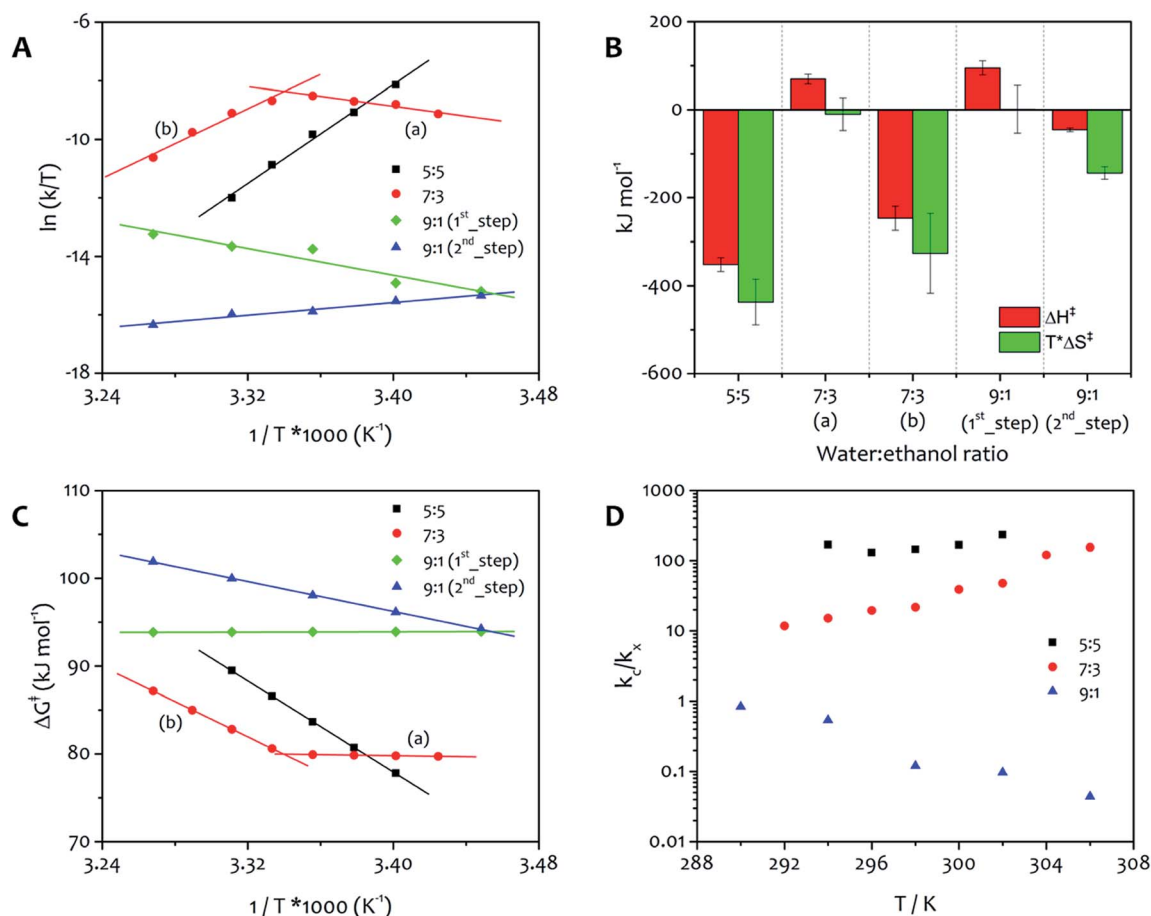 A
-6
-10
-14
-18
ln (k/T)
(b)
(a)
5:5
7:3
9:1 (1st_step)
9:1 (2nd_step)
3.24 3.32 3.40 3.48
1 / T *1000 (K-1)
B
200
0
-200
-400
-600
kJ mol-1
ΔH‡
T*ΔS‡
5:5 7:3 7:3 9:1 9:1
(a) (b) (1st_step) (2nd_step)
Water:ethanol ratio
C
110
100
90
80
70
ΔG‡ (kJ mol-1)
5:5
7:3
9:1 (1st_step)
9:1 (2nd_step)
(b)
(a)
3.24 3.32 3.40 3.48
1 / T *1000 (K-1)
D
1000
100
10
1
0.1
0.01
kc/kx
5:5
7:3
9:1
288 292 296 300 304 308
T / K